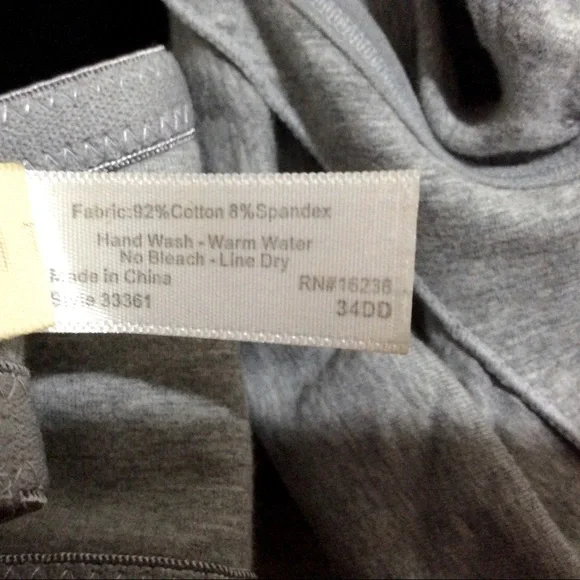 Fabric:92%Cotton 8%Spandex
Hand Wash - Warm Water
No Bleach - Line Dry
Made in China
RN#16236
Style 33361
34DD